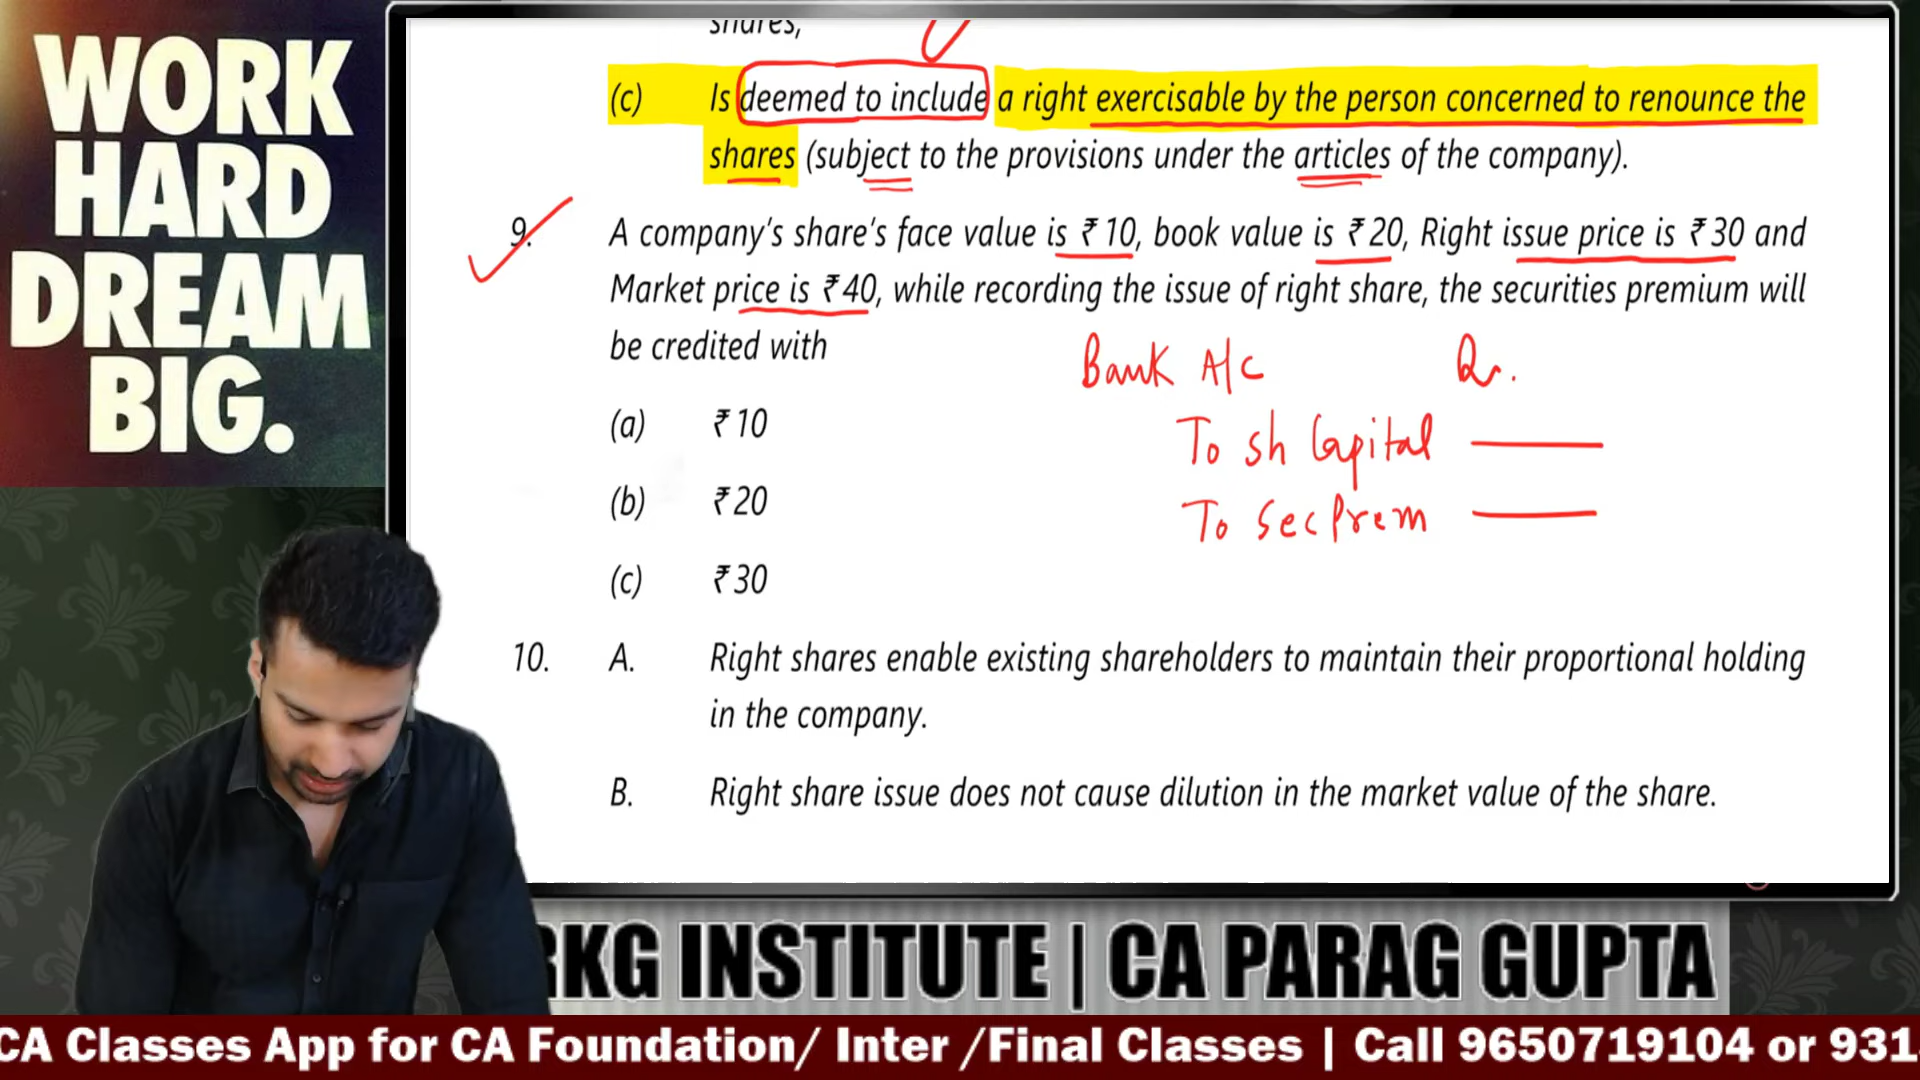 WORK
HARD
DREAM
BIG.
shares,
(c) Is deemed to include a right exercisable by the person concerned to renounce the
shares (subject to the provisions under the articles of the company).
9. A company's share's face value is ₹ 10, book value is ₹ 20, Right issue price is ₹ 30 and
Market price is ₹ 40, while recording the issue of right share, the securities premium will
be credited with
Bank A/c Dr.
(a) ₹ 10
To Sh Capital
(b) ₹ 20
To Sec Prem
(c) ₹ 30
10. A. Right shares enable existing shareholders to maintain their proportional holding
in the company.
B. Right share issue does not cause dilution in the market value of the share.
RKG INSTITUTE | CA PARAG GUPTA
CA Classes App for CA Foundation/ Inter /Final Classes | Call 9650719104 or 931